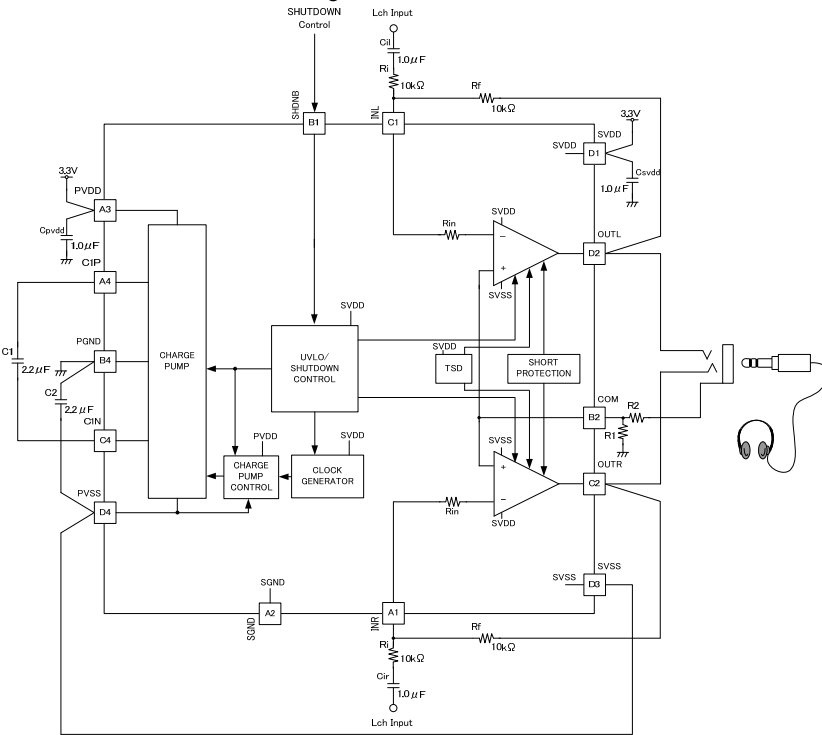 SHUTDOWN
Control
Lch Input
Cil
1.0μF
Ri
10kΩ
Rf
10kΩ
SHDNB
B1
INL
C1
3.3V
SVDD
SVDD
D1
Csvdd
1.0μF
3.3V
PVDD
A3
Cpvdd
1.0μF
C1P
A4
Rin
SVDD
−
+
SVSS
OUTL
D2
PGND
B4
C1
2.2μF
C2
2.2μF
C1N
C4
CHARGE
PUMP
SVDD
UVLO/
SHUTDOWN
CONTROL
SVDD
TSD
SHORT
PROTECTION
COM
B2
R2
R1
PVDD
CHARGE
PUMP
CONTROL
SVDD
CLOCK
GENERATOR
SVSS
+
−
SVDD
OUTR
C2
PVSS
D4
Rin
SVSS
SVSS
D3
SGND
SGND
A2
INR
A1
Rf
10kΩ
Ri
10kΩ
Cir
1.0μF
Lch Input